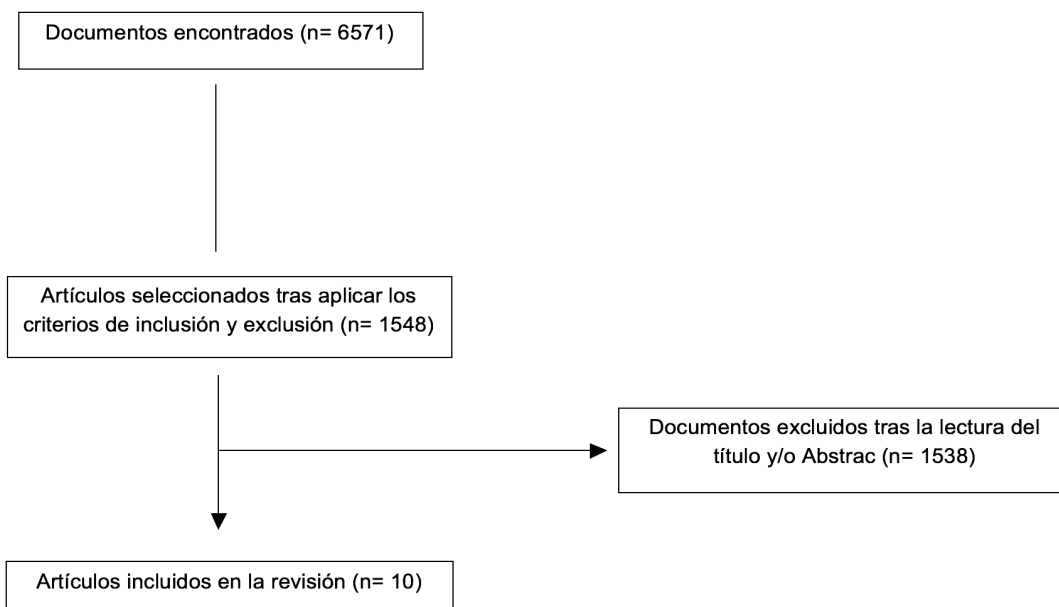 Documentos encontrados (n= 6571)
Artículos seleccionados tras aplicar los
criterios de inclusión y exclusión (n= 1548)
Documentos excluidos tras la lectura del
título y/o Abstrac (n= 1538)
Artículos incluidos en la revisión (n= 10)